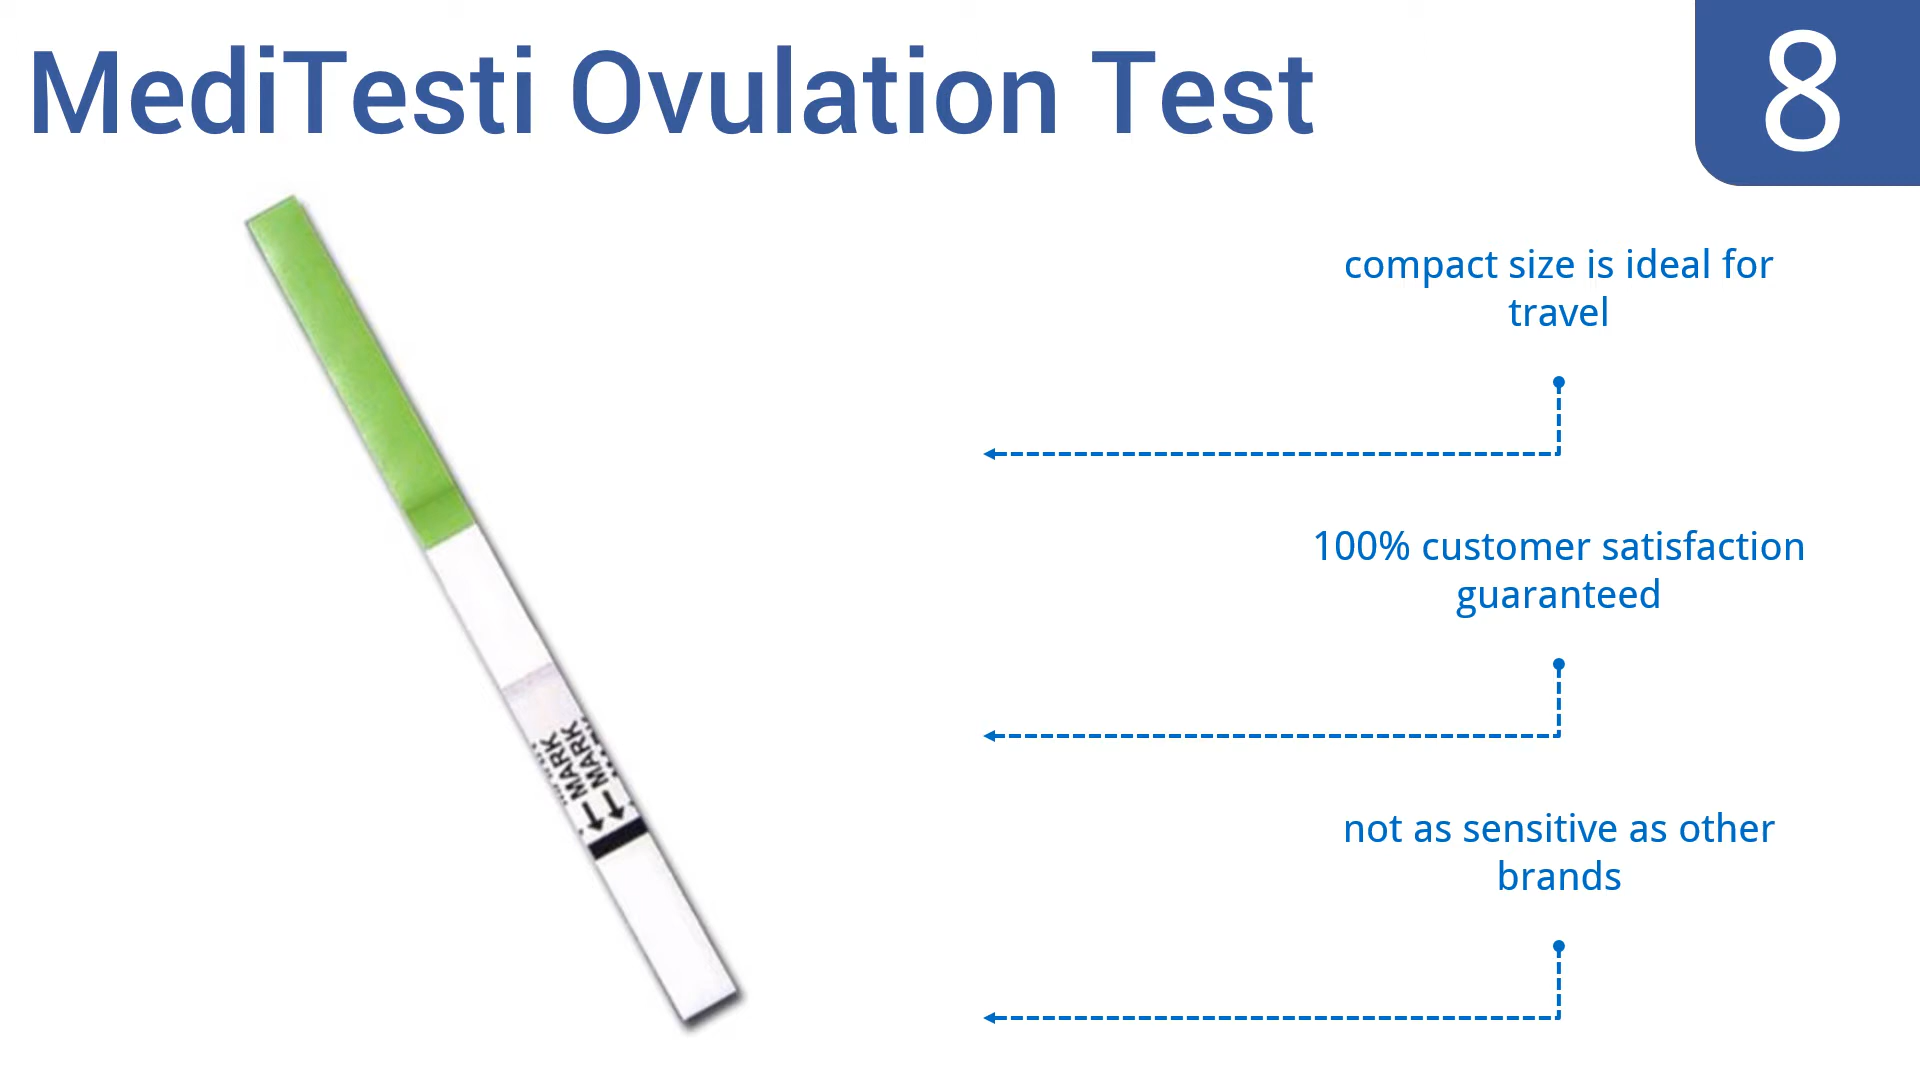 MediTesti Ovulation Test
8
compact size is ideal for
travel
100% customer satisfaction
guaranteed
not as sensitive as other
brands
MARK
MARK